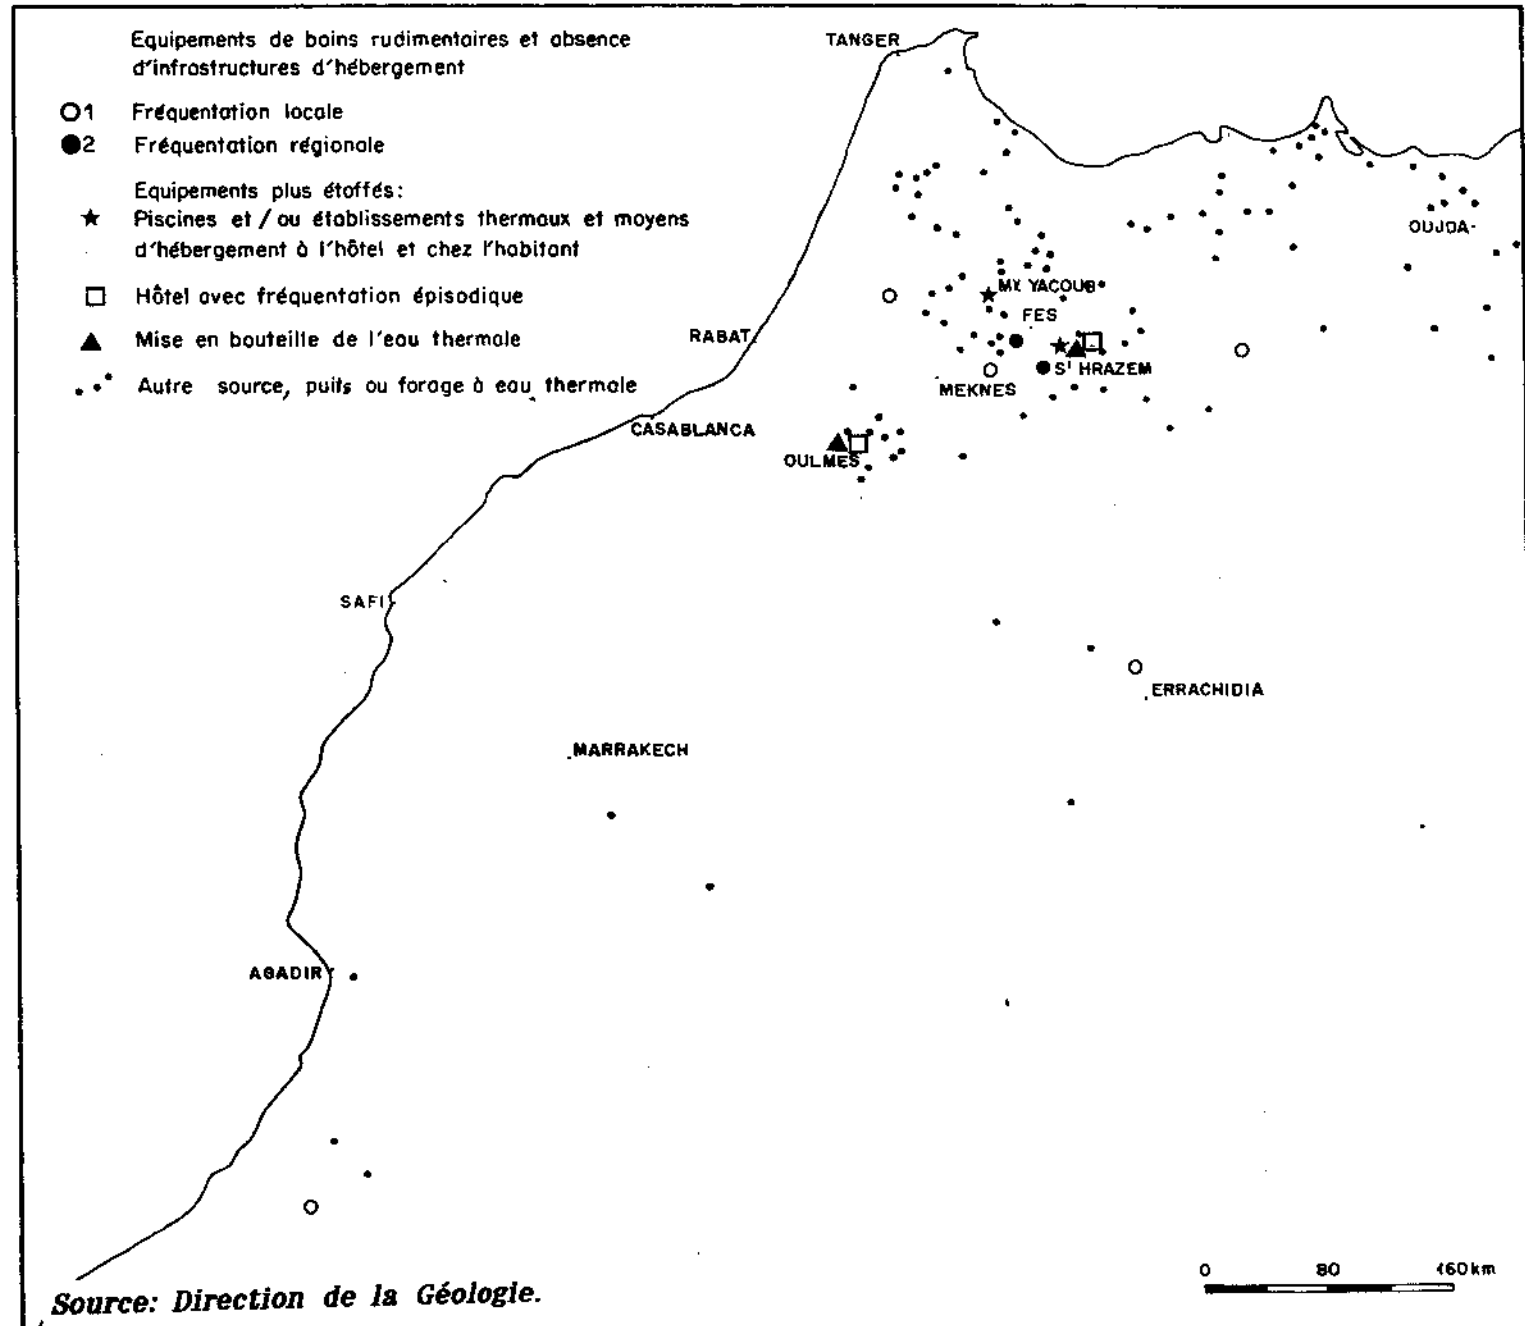 Equipements de bains rudimentaires et absence
d'infrastructures d'hébergement
1 Fréquentation locale
2 Fréquentation régionale
Equipements plus étoffés:
Piscines et / ou établissements thermaux et moyens
d'hébergement à l'hôtel et chez l'habitant
Hôtel avec fréquentation épisodique
Mise en bouteille de l'eau thermale
Autre source, puits ou forage à eau thermale
TANGER
OUJDA
MY. YACOUB
FES
RABAT
ST HRAZEM
MEKNES
CASABLANCA
OULMES
SAFI
ERRACHIDIA
MARRAKECH
AGADIR
0 80 160 km
Source: Direction de la Géologie.